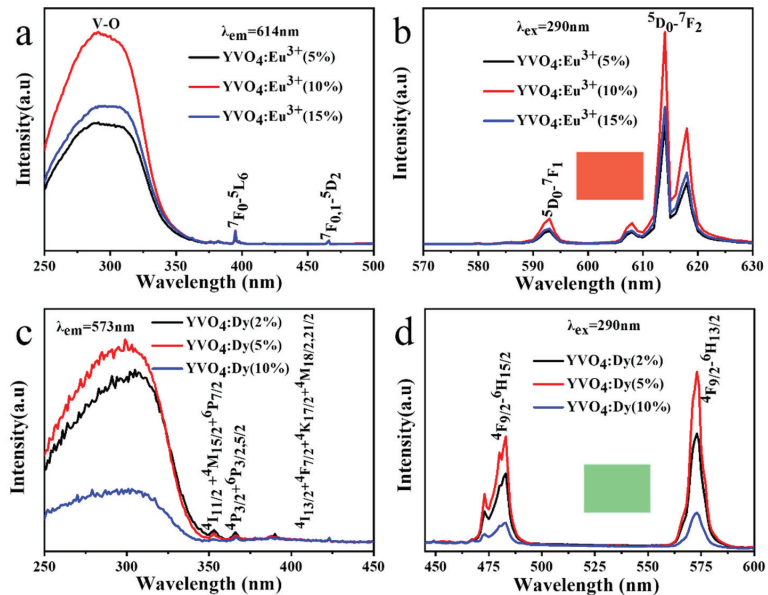 a
V-O
λem=614nm
YVO4:Eu3+(5%)
YVO4:Eu3+(10%)
YVO4:Eu3+(15%)
7F0-5L6
7F0,1-5D2
Intensity(a.u)
250 300 350 400 450 500
Wavelength (nm)
b
λex=290nm
5D0-7F2
YVO4:Eu3+(5%)
YVO4:Eu3+(10%)
YVO4:Eu3+(15%)
5D0-7F1
Intensity(a.u)
570 580 590 600 610 620 630
Wavelength (nm)
c
λem=573nm
YVO4:Dy(2%)
YVO4:Dy(5%)
YVO4:Dy(10%)
4I11/2+4M15/2+6P7/2
4P3/2+6P3/2,5/2
4I13/2+4F7/2+4K17/2+4M18/2,21/2
Intensity(a.u)
250 300 350 400 450
Wavelength (nm)
d
λex=290nm
YVO4:Dy(2%)
YVO4:Dy(5%)
YVO4:Dy(10%)
4F9/2-6H15/2
4F9/2-6H13/2
Intensity(a.u)
450 475 500 525 550 575 600
Wavelength (nm)